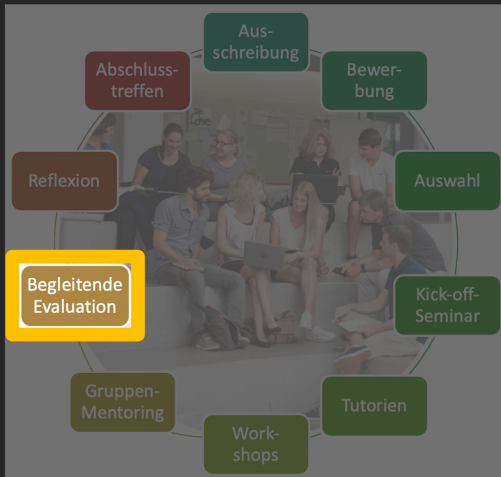 Aus-
schreibung
Bewer-
bung
Auswahl
Kick-off-
Seminar
Tutorien
Work-
shops
Gruppen-
Mentoring
Begleitende
Evaluation
Reflexion
Abschluss-
treffen